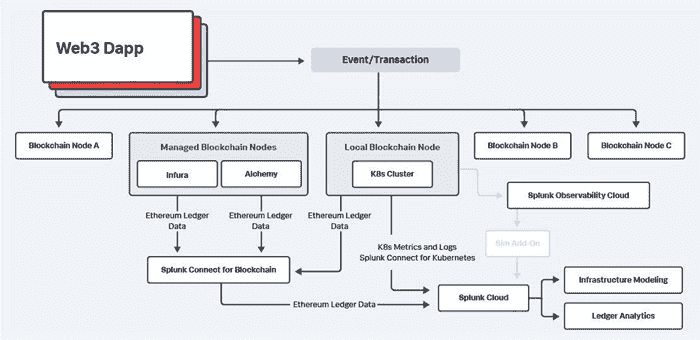 Web3 Dapp
Event/Transaction
Blockchain Node A
Managed Blockchain Nodes
Infura
Alchemy
Local Blockchain Node
K8s Cluster
Blockchain Node B
Blockchain Node C
Ethereum Ledger
Data
Ethereum Ledger
Data
Ethereum Ledger
Data
Splunk Observability Cloud
K8s Metrics and Logs
Splunk Connect for Kubernetes
Sim Add-On
Splunk Connect for Blockchain
Ethereum Ledger Data
Splunk Cloud
Infrastructure Modeling
Ledger Analytics